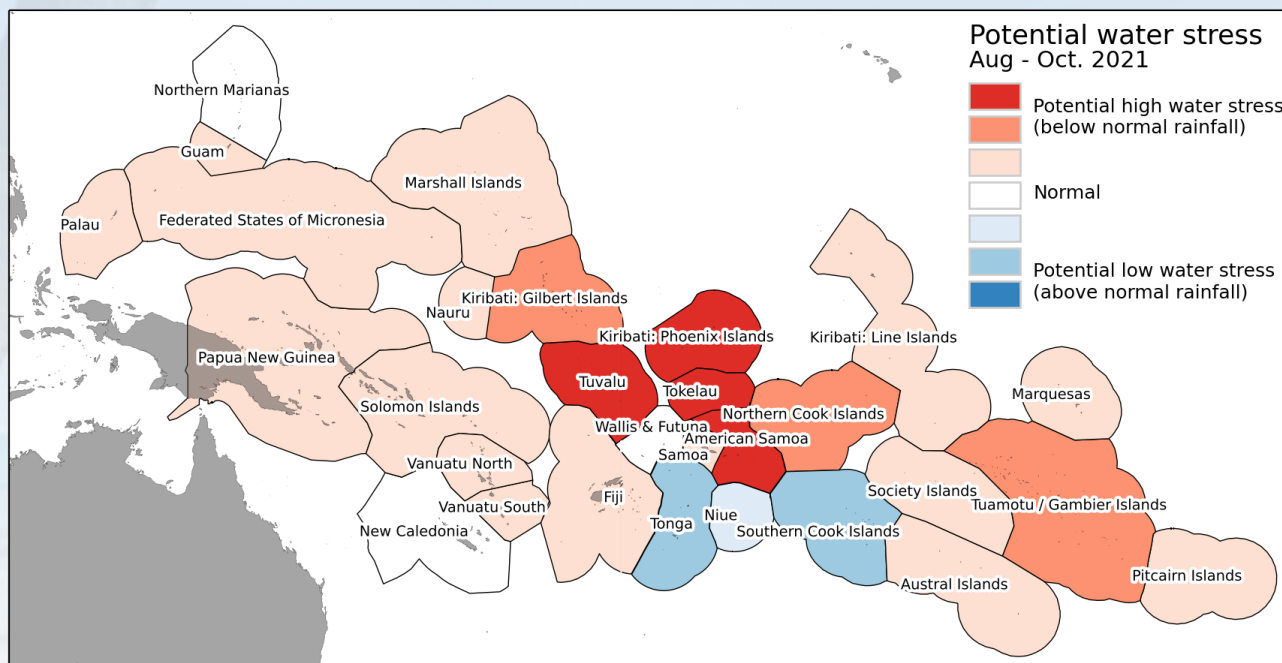 Potential water stress
Aug - Oct. 2021
Potential high water stress
(below normal rainfall)
Normal
Potential low water stress
(above normal rainfall)
Northern Marianas
Guam
Marshall Islands
Palau
Federated States of Micronesia
Nauru
Kiribati: Gilbert Islands
Kiribati: Phoenix Islands
Kiribati: Line Islands
Papua New Guinea
Tuvalu
Tokelau
Marquesas
Solomon Islands
Northern Cook Islands
Wallis & Futuna
American Samoa
Samoa
Vanuatu North
Society Islands
Fiji
Vanuatu South
Tuamotu / Gambier Islands
Niue
New Caledonia
Tonga
Southern Cook Islands
Austral Islands
Pitcairn Islands